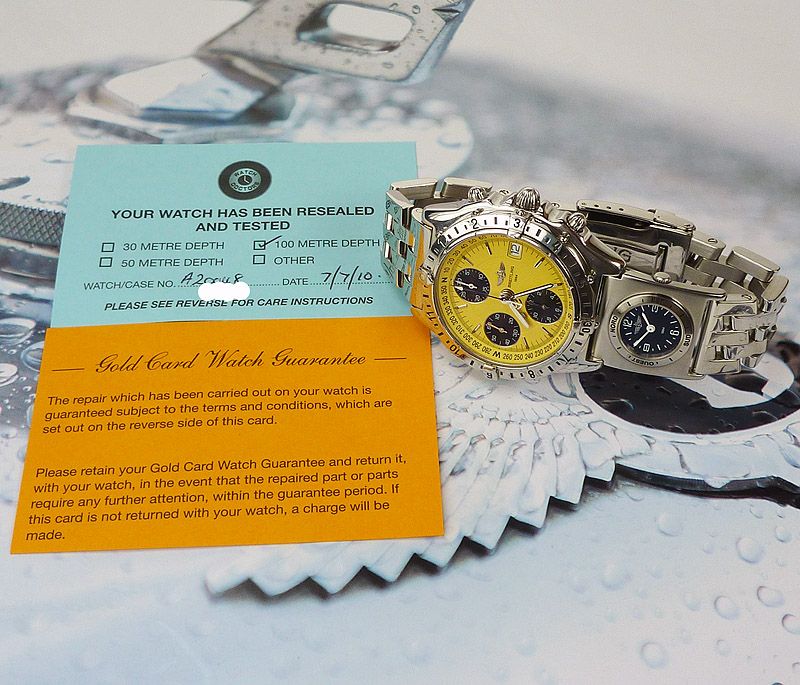 WATCH
DOCTORS
YOUR WATCH HAS BEEN RESEALED
AND TESTED
30 METRE DEPTH 100 METRE DEPTH
50 METRE DEPTH OTHER
WATCH/CASE NO. DATE 7/7/10
PLEASE SEE REVERSE FOR CARE INSTRUCTIONS
— Gold Card Watch Guarantee —
The repair which has been carried out on your watch is
guaranteed subject to the terms and conditions, which are
set out on the reverse side of this card.
Please retain your Gold Card Watch Guarantee and return it,
with your watch, in the event that the repaired part or parts
require any further attention, within the guarantee period. If
this card is not returned with your watch, a charge will be
made.
BREITLING
12